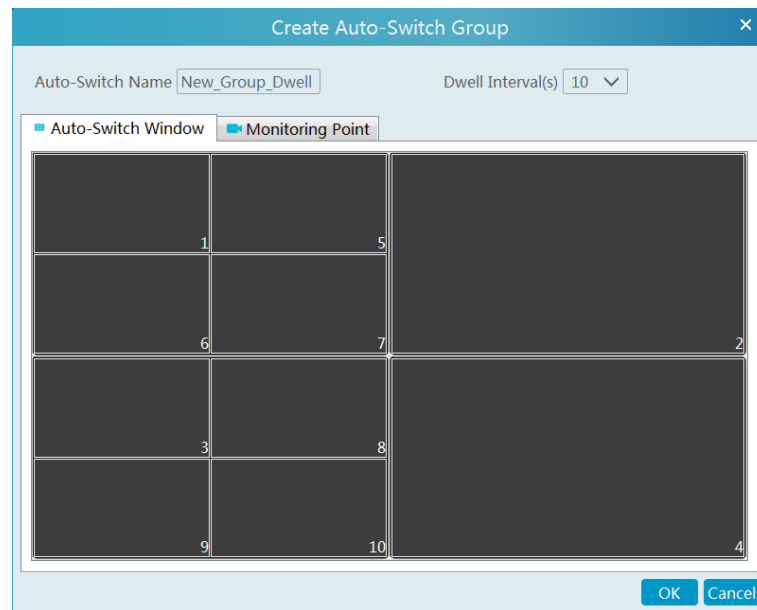 Create Auto-Switch Group
Auto-Switch Name New_Group_Dwell Dwell Interval(s) 10
Auto-Switch Window Monitoring Point
1 5
6 7 2
3 8
9 10 4
OK Cancel